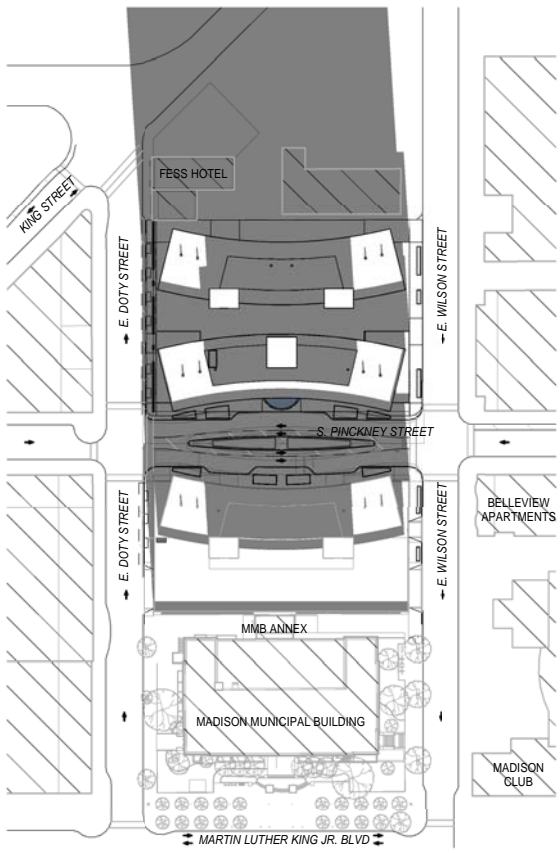 FESS HOTEL
KING STREET
E. DOTY STREET
E. WILSON STREET
S. PINCKNEY STREET
E. DOTY STREET
E. WILSON STREET
BELLEVIEW
APARTMENTS
MMB ANNEX
MADISON MUNICIPAL BUILDING
MADISON
CLUB
MARTIN LUTHER KING JR. BLVD